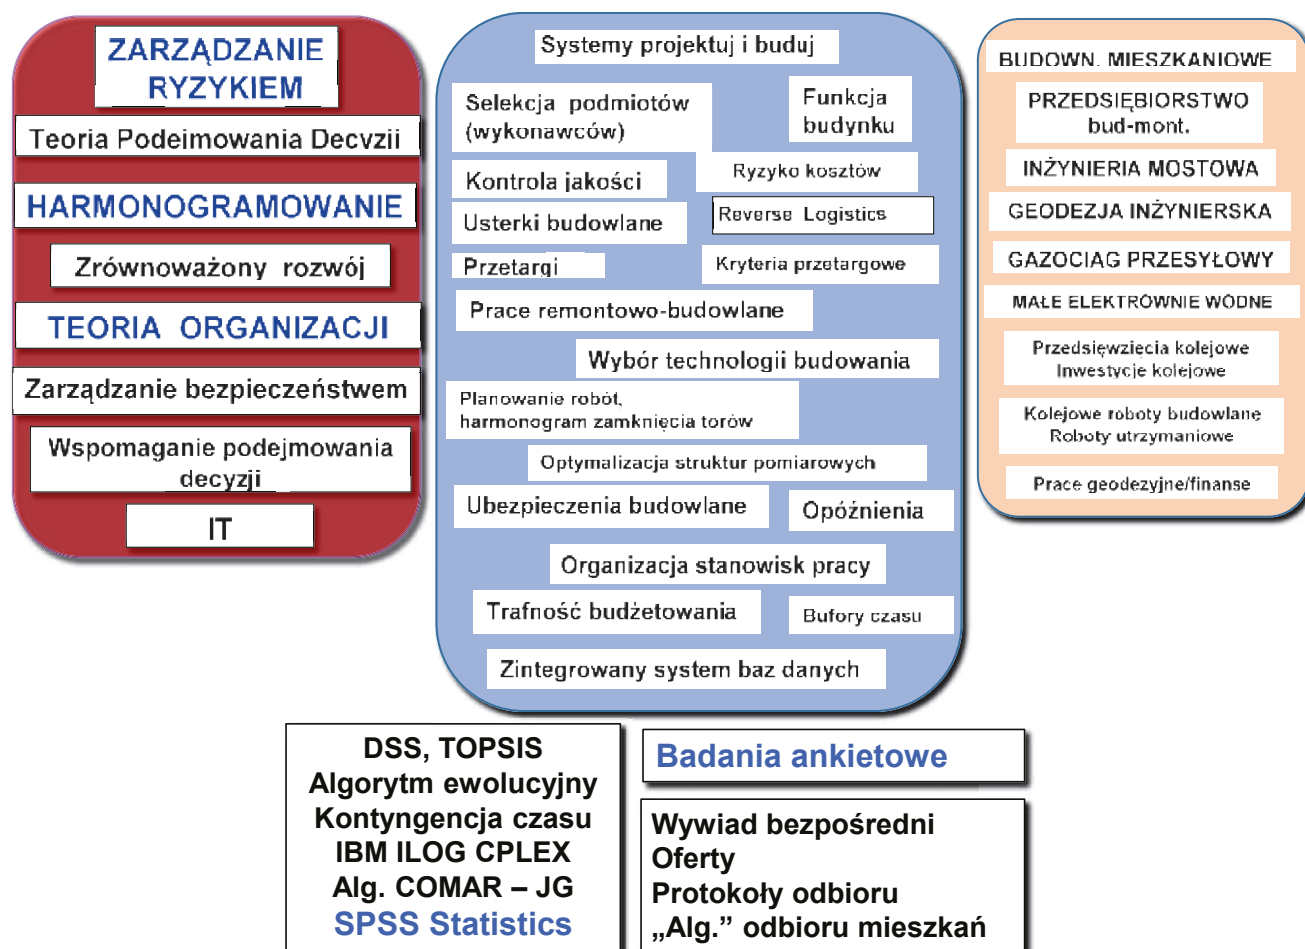 ZARZĄDZANIE
RYZYKIEM
Teoria Podeimowania Decvzii
HARMONOGRAMOWANIE
Zrównoważony rozwój
TEORIA ORGANIZACJI
Zarządzanie bezpieczeństwem
Wspomaganie podejmowania
decyzji
IT
Systemy projektuj i buduj
Selekcja podmiotów
(wykonawców)
Funkcja
budynku
Kontrola jakości
Ryzyko kosztów
Usterki budowlane
Reverse Logistics
Przetargi
Kryteria przetargowe
Prace remontowo-budowlane
Wybór technologii budowania
Planowanie robót,
harmonogram zamknięcia torów
Optymalizacja struktur pomiarowych
Ubezpieczenia budowlane
Opóźnienia
Organizacja stanowisk pracy
Trafność budżetowania
Bufory czasu
Zintegrowany system baz danych
BUDOWN. MIESZKANIOWE
PRZEDSIĘBIORSTWO
bud-mont.
INŻYNIERIA MOSTOWA
GEODEZJA INŻYNIERSKA
GAZOCIĄG PRZESYŁOWY
MAŁE ELEKTRÓWNIE WODNE
Przedsięwzięcia kolejowe
Inwestycje kolejowe
Kolejowe roboty budowlane
Roboty utrzymaniowe
Prace geodezyjne/finanse
DSS, TOPSIS
Algorytm ewolucyjny
Kontyngencja czasu
IBM ILOG CPLEX
Alg. COMAR – JG
SPSS Statistics
Badania ankietowe
Wywiad bezpośredni
Oferty
Protokoły odbioru
„Alg.” odbioru mieszkań